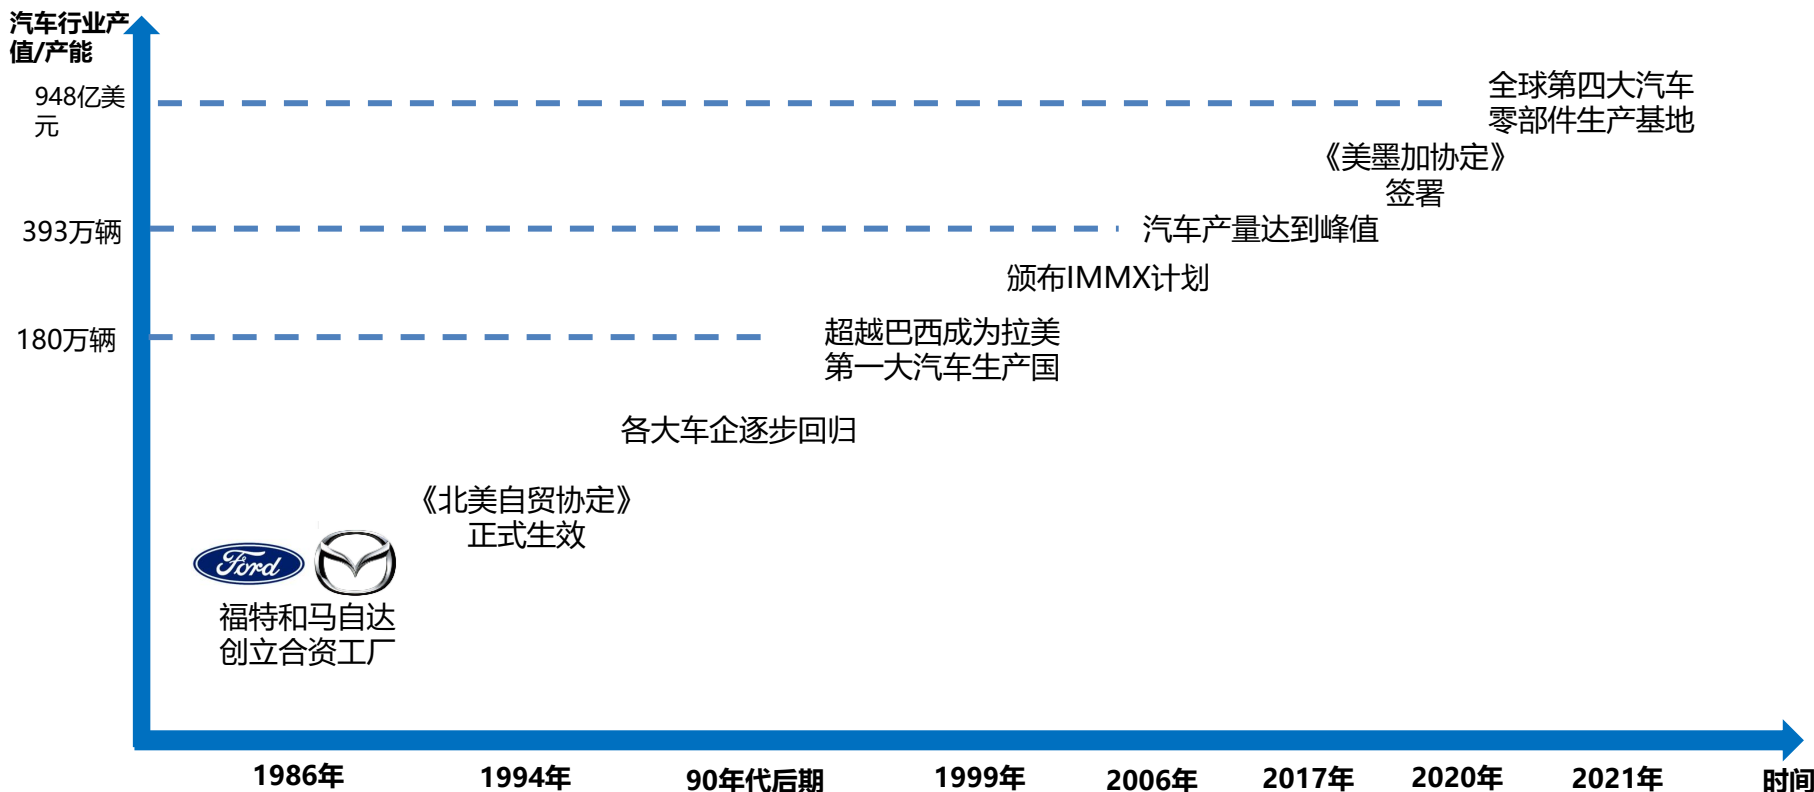 汽车行业产
值/产能
948亿美
元
全球第四大汽车
零部件生产基地
《美墨加协定》
签署
393万辆
汽车产量达到峰值
颁布IMMX计划
180万辆
超越巴西成为拉美
第一大汽车生产国
各大车企逐步回归
《北美自贸协定》
正式生效
Ford
福特和马自达
创立合资工厂
1986年
1994年
90年代后期
1999年
2006年
2017年
2020年
2021年
时间